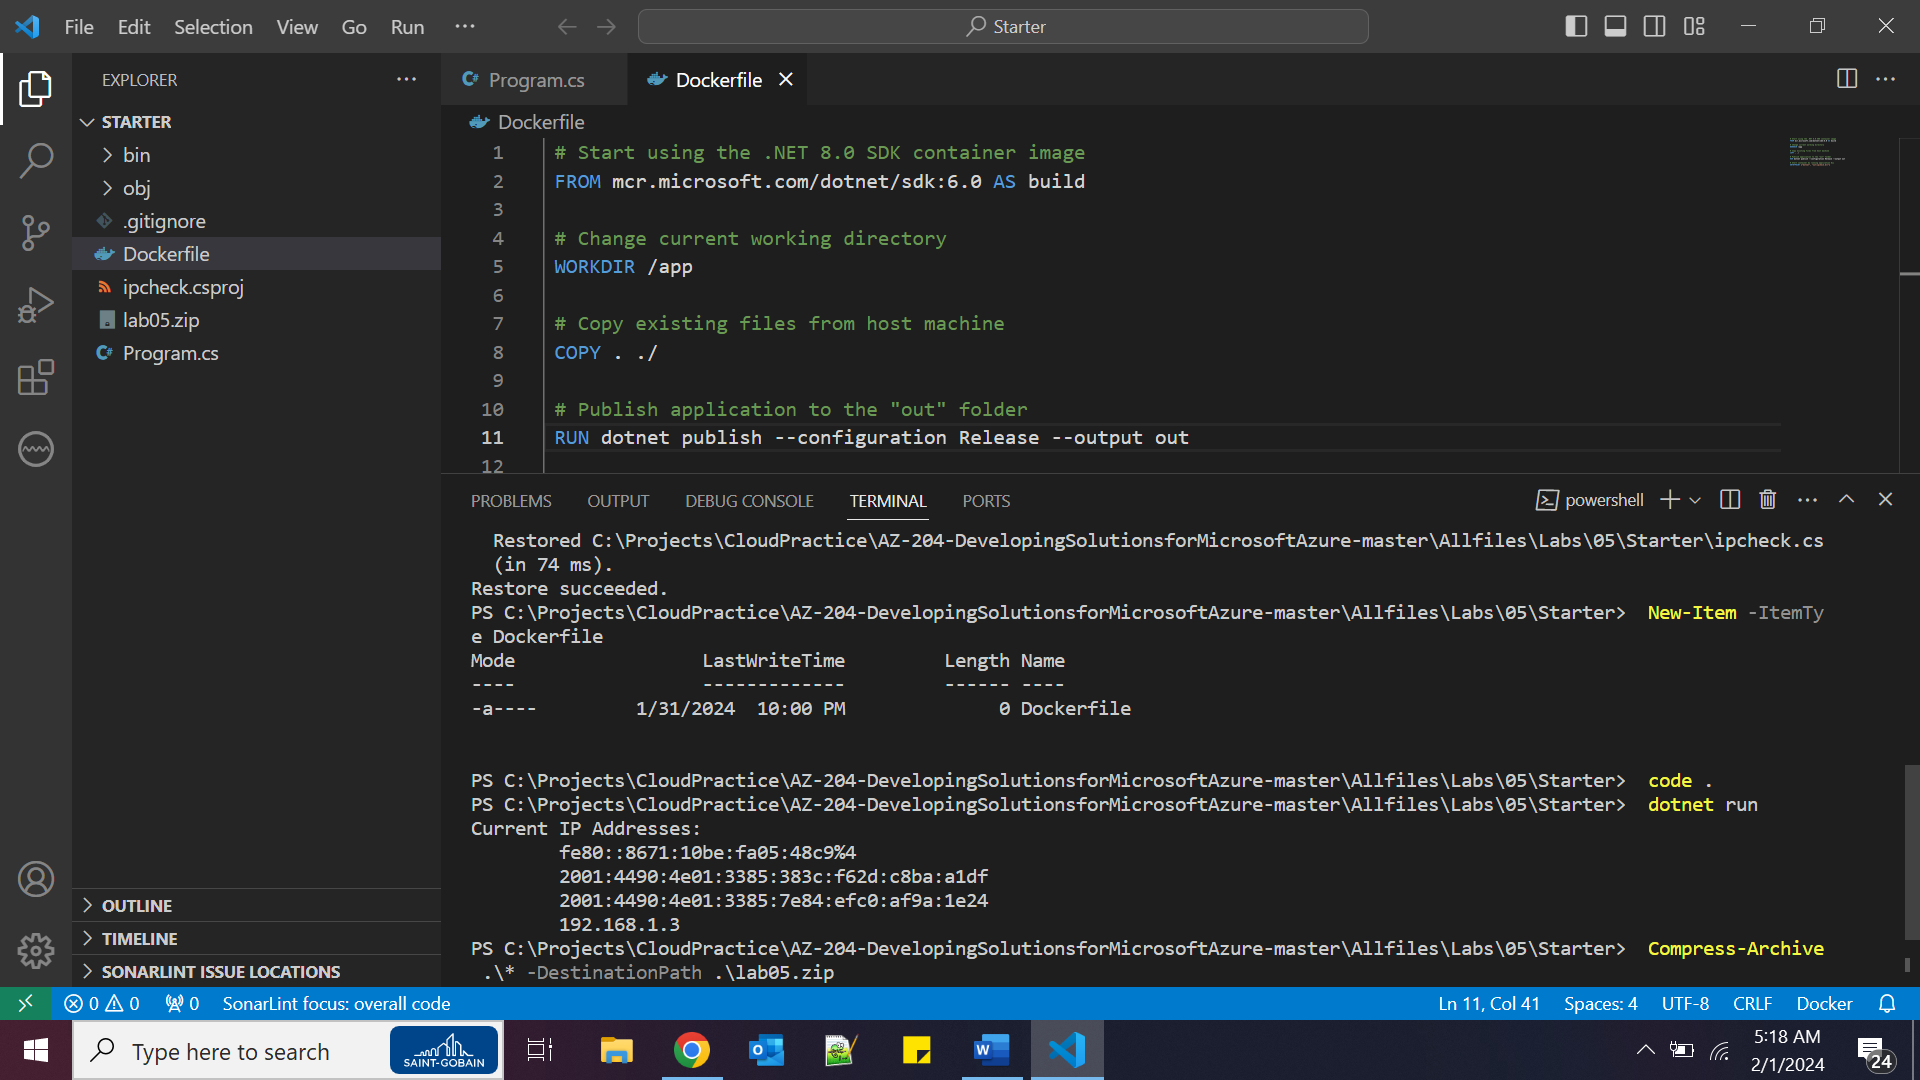 File Edit Selection View Go Run ···
Starter
EXPLORER
STARTER
bin
obj
.gitignore
Dockerfile
ipcheck.csproj
lab05.zip
Program.cs
OUTLINE
TIMELINE
SONARLINT ISSUE LOCATIONS
Program.cs Dockerfile
Dockerfile
1 # Start using the .NET 8.0 SDK container image
2 FROM mcr.microsoft.com/dotnet/sdk:6.0 AS build
3
4 # Change current working directory
5 WORKDIR /app
6
7 # Copy existing files from host machine
8 COPY . ./
9
10 # Publish application to the "out" folder
11 RUN dotnet publish --configuration Release --output out
12
PROBLEMS OUTPUT DEBUG CONSOLE TERMINAL PORTS powershell
Restored C:\Projects\CloudPractice\AZ-204-DevelopingSolutionsforMicrosoftAzure-master\Allfiles\Labs\05\Starter\ipcheck.cs
(in 74 ms).
Restore succeeded.
PS C:\Projects\CloudPractice\AZ-204-DevelopingSolutionsforMicrosoftAzure-master\Allfiles\Labs\05\Starter> New-Item -ItemTy
e Dockerfile
Mode LastWriteTime Length Name
---- ------------- ------ ----
-a---- 1/31/2024 10:00 PM 0 Dockerfile
PS C:\Projects\CloudPractice\AZ-204-DevelopingSolutionsforMicrosoftAzure-master\Allfiles\Labs\05\Starter> code .
PS C:\Projects\CloudPractice\AZ-204-DevelopingSolutionsforMicrosoftAzure-master\Allfiles\Labs\05\Starter> dotnet run
Current IP Addresses:
fe80::8671:10be:fa05:48c9%4
2001:4490:4e01:3385:383c:f62d:c8ba:a1df
2001:4490:4e01:3385:7e84:efc0:af9a:1e24
192.168.1.3
PS C:\Projects\CloudPractice\AZ-204-DevelopingSolutionsforMicrosoftAzure-master\Allfiles\Labs\05\Starter> Compress-Archive
.\* -DestinationPath .\lab05.zip
0 0 0 SonarLint focus: overall code Ln 11, Col 41 Spaces: 4 UTF-8 CRLF Docker
Type here to search
SAINT-GOBAIN
5:18 AM
2/1/2024
24